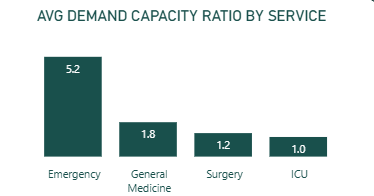 AVG DEMAND CAPACITY RATIO BY SERVICE
5.2
1.8
1.2
1.0
Emergency
General
Medicine
Surgery
ICU